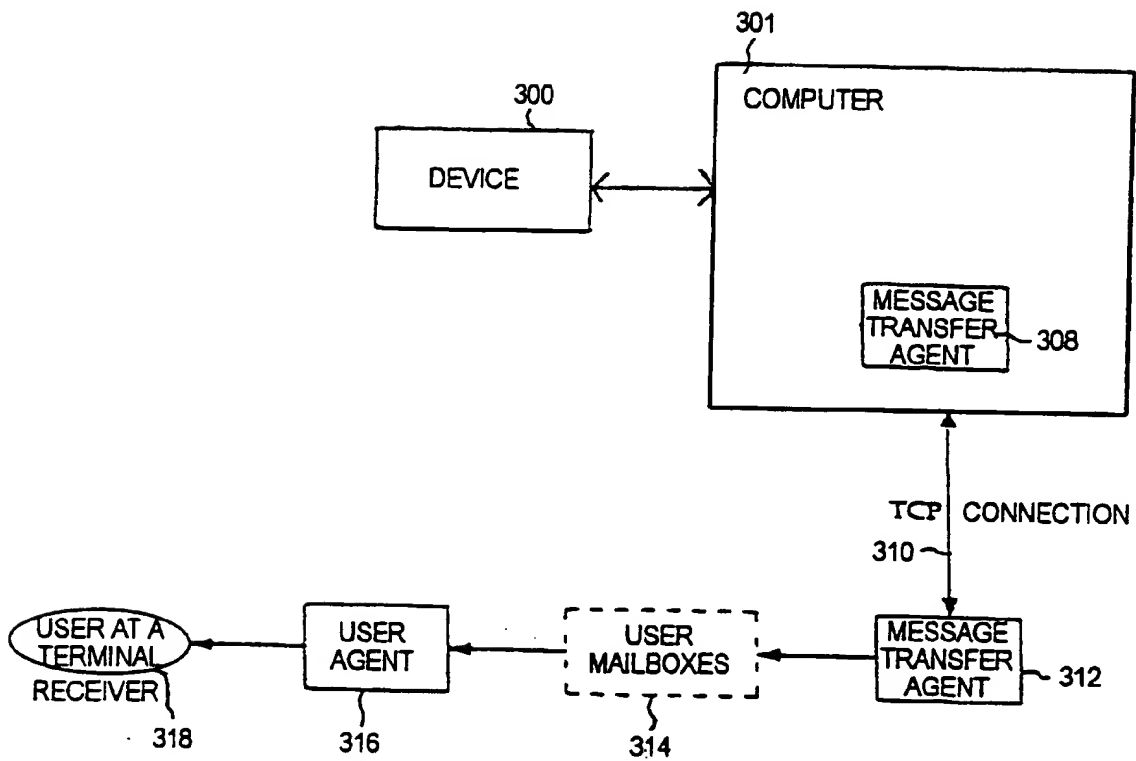 301
COMPUTER
300
DEVICE
MESSAGE
TRANSFER
AGENT
308
TCP CONNECTION
310
USER AT A
TERMINAL
RECEIVER
318
USER
AGENT
316
USER
MAILBOXES
314
MESSAGE
TRANSFER
AGENT
312